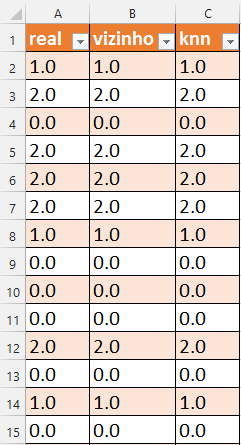 A B C
1 real vizinho knn
2 1.0 1.0 1.0
3 2.0 2.0 2.0
4 0.0 0.0 0.0
5 2.0 2.0 2.0
6 2.0 2.0 2.0
7 2.0 2.0 2.0
8 1.0 1.0 1.0
9 0.0 0.0 0.0
10 0.0 0.0 0.0
11 0.0 0.0 0.0
12 2.0 2.0 2.0
13 0.0 0.0 0.0
14 1.0 1.0 1.0
15 0.0 0.0 0.0